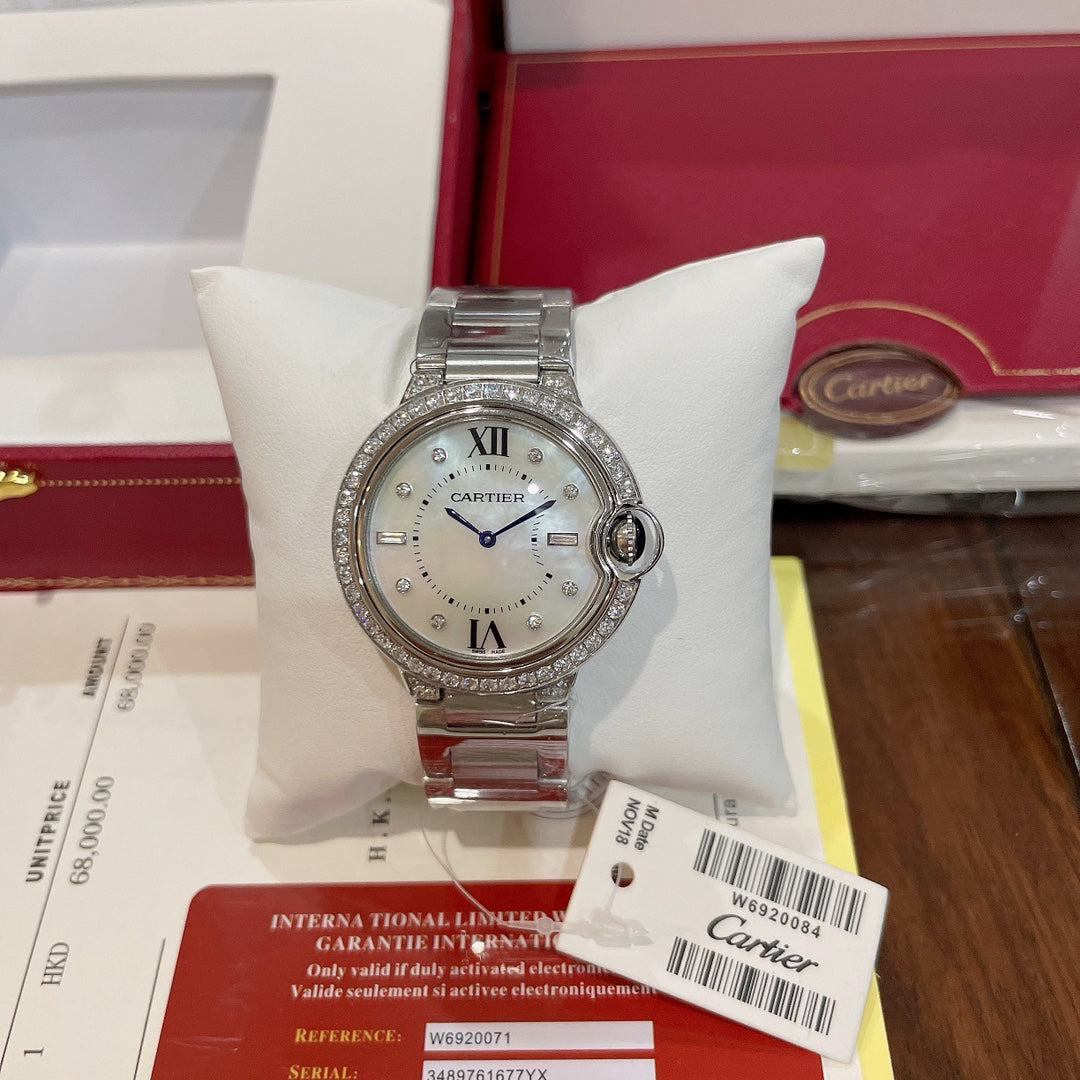 Cartier
XII
CARTIER
VI
SWISS MADE
AMOUNT
68,000.00
UNITPRICE
68,000.00
HKD
1
H.K.
M Date
NOV18
W6920084
Cartier
INTERNA TIONAL LIMITED W
GARANTIE INTERNATI
Only valid if duly activated electroni
Valide seulement si activee electroniquement
REFERENCE: W6920071
SERIAL: 3489761677YX